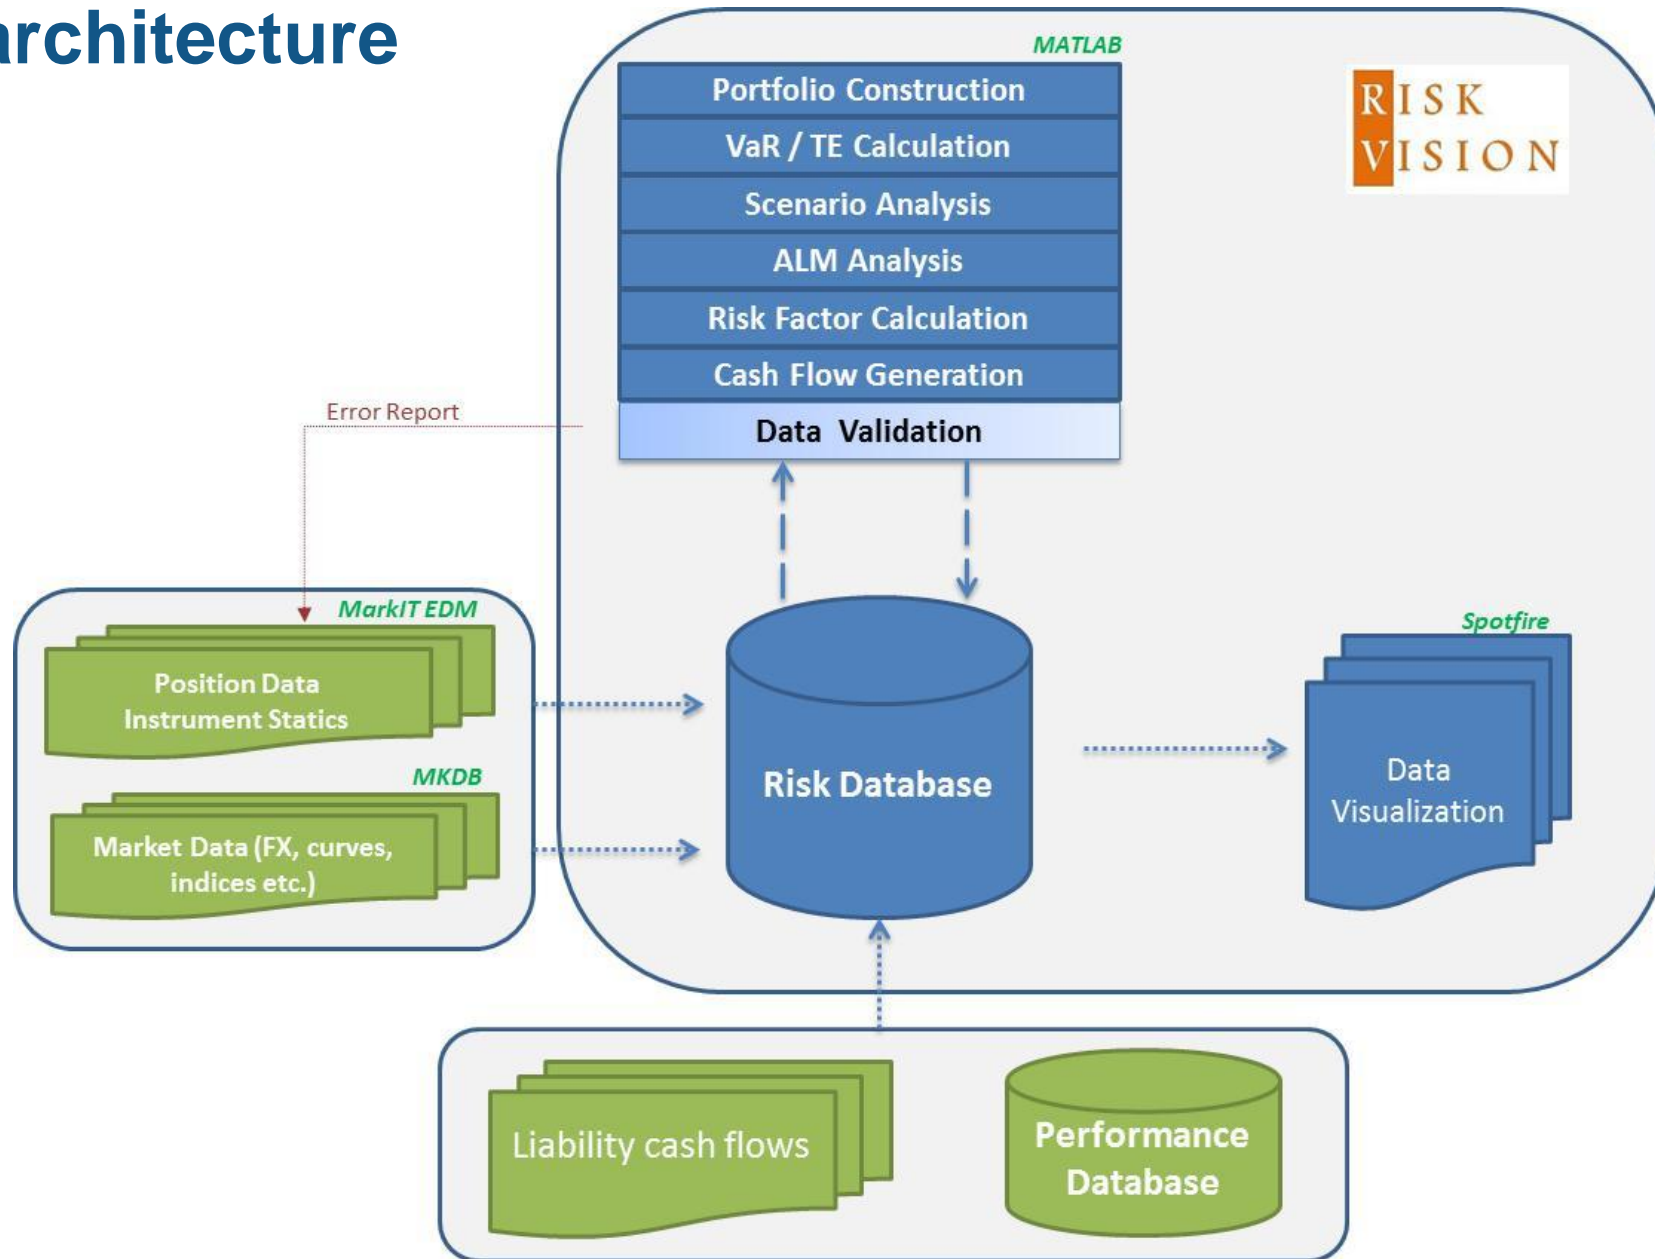 architecture
MATLAB
Portfolio Construction
VaR / TE Calculation
Scenario Analysis
ALM Analysis
Risk Factor Calculation
Cash Flow Generation
Data Validation
RISK
VISION
Error Report
MarkIT EDM
Position Data
Instrument Statics
MKDB
Market Data (FX, curves,
indices etc.)
Risk Database
Spotfire
Data
Visualization
Liability cash flows
Performance
Database